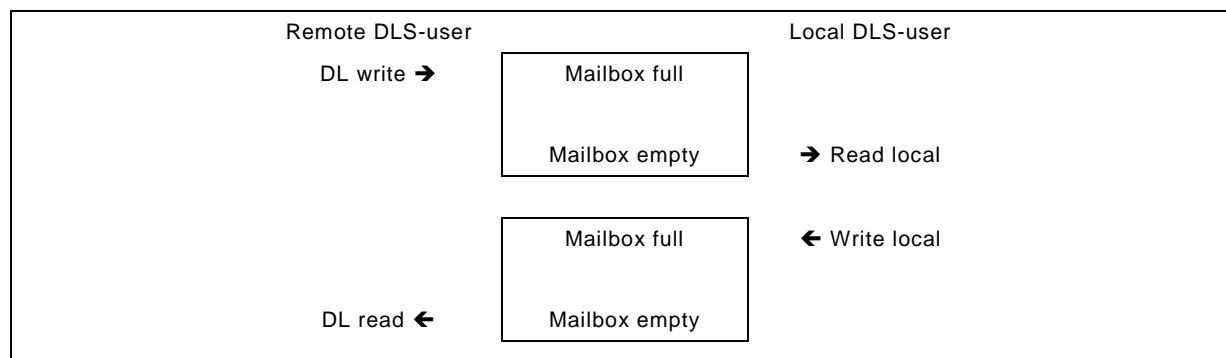 Remote DLS-user Local DLS-user
DL write ➔ Mailbox full
Mailbox empty ➔ Read local
Mailbox full 🡰 Write local
DL read 🡰 Mailbox empty